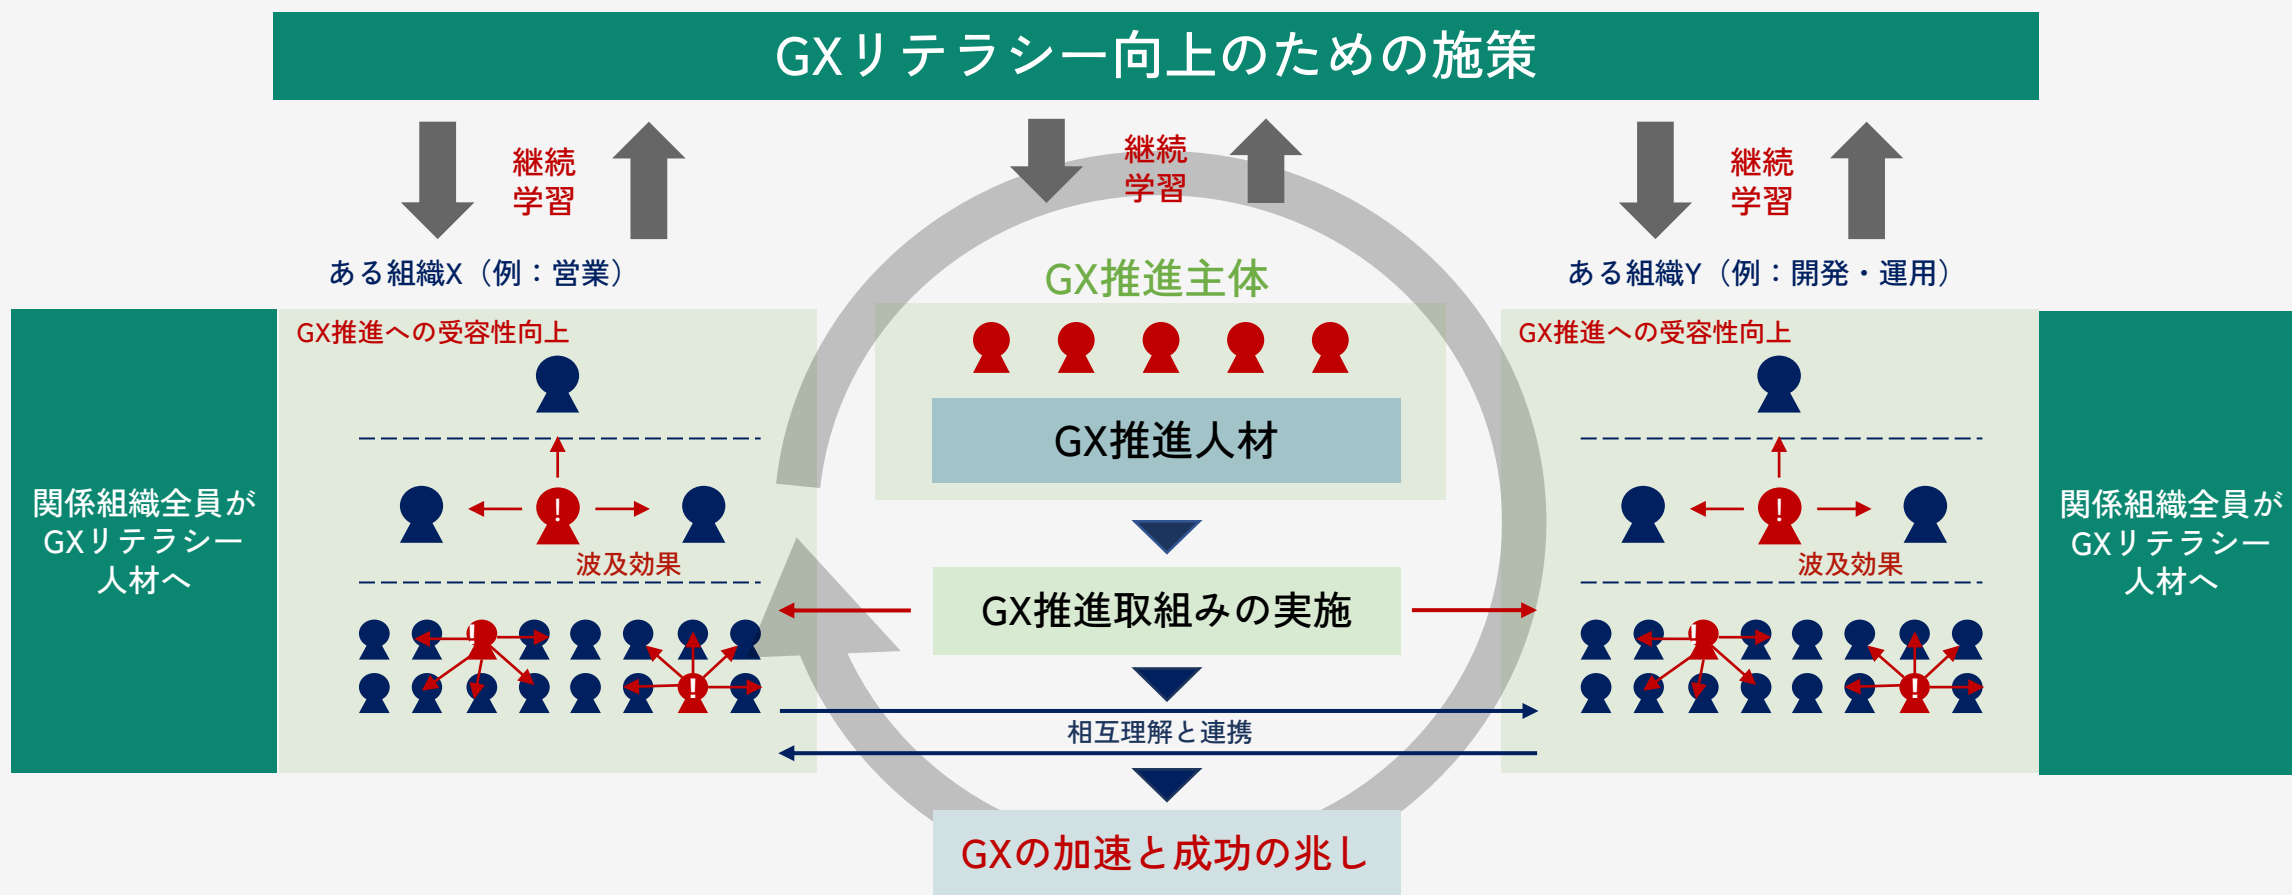 GXリテラシー向上のための施策
継続
学習
継続
学習
継続
学習
ある組織X（例：営業）
GX推進主体
ある組織Y（例：開発・運用）
GX推進への受容性向上
GX推進人材
GX推進への受容性向上
関係組織全員が
GXリテラシー
人材へ
!
波及効果
!
!
GX推進取組みの実施
相互理解と連携
GXの加速と成功の兆し
!
波及効果
!
!
関係組織全員が
GXリテラシー
人材へ